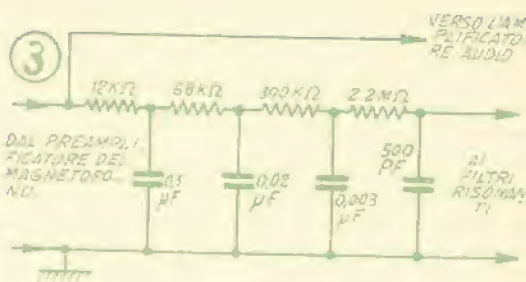 3
VERSO L'AM
PLIFICATO
RE AUDIO
12KΩ
68KΩ
390KΩ
2.2MΩ
DAL PREAMPLI
FICATORE DEL
MAGNETOFO_
NO.
0,1
µF
0,02
µF
0,003
µF
500
PF
AI
FILTRI
RISONAN
TI